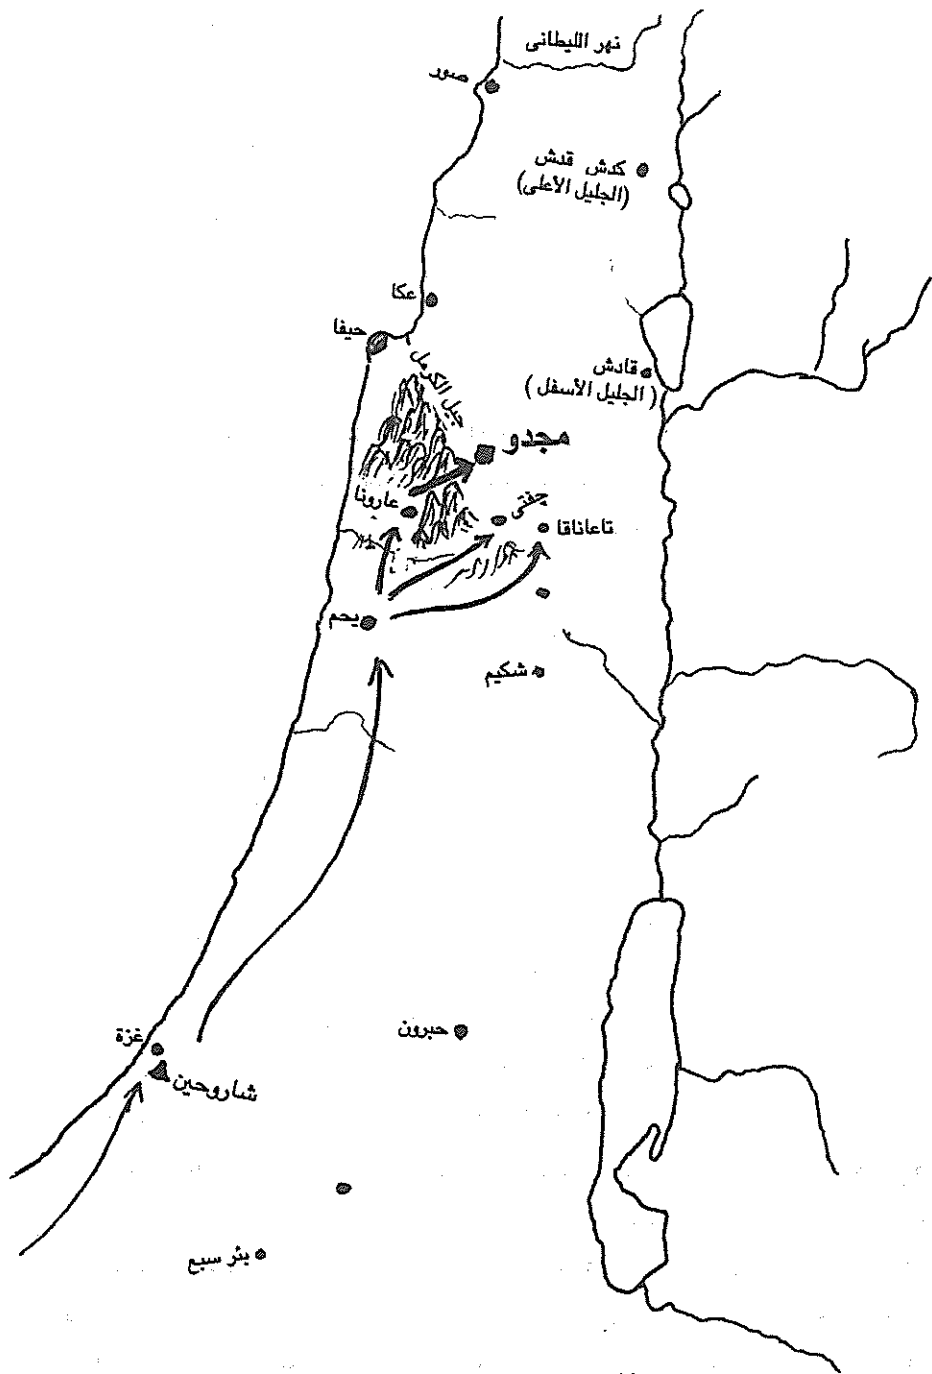 نهر الليطانى
صور
كدش قدش
(الجليل الأعلى)
عكا
حيفا
جبل الكرمل
قادش
(الجليل الأسفل)
مجدو
عارونا
چفتى
تاعاناقا
يحم
شكيم
غزة
شاروحين
حبرون
بئر سبع